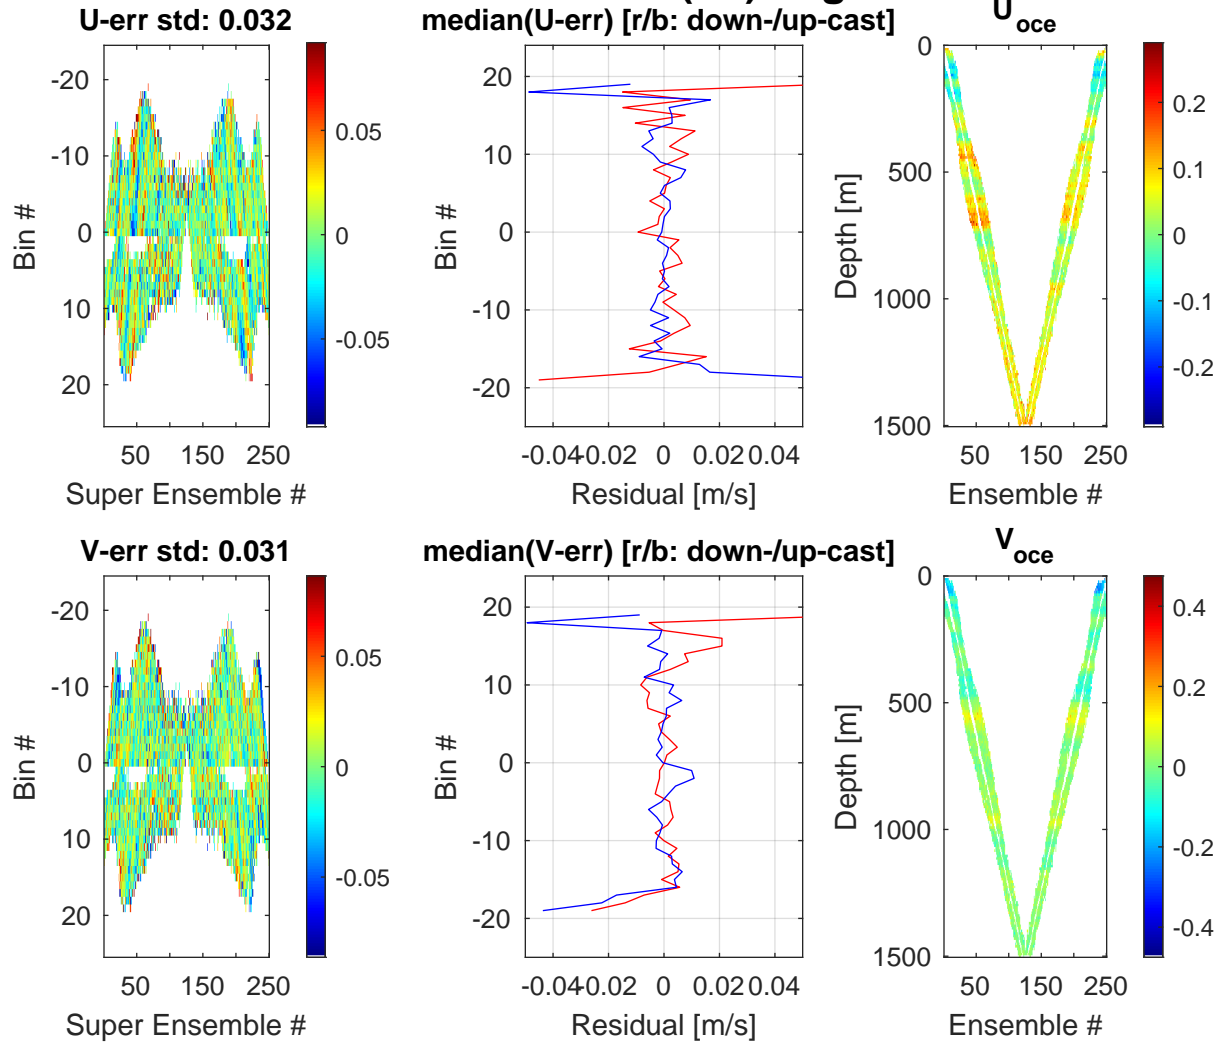 U-err std: 0.032
-20
-10
0
10
20
Bin #
50 150 250
Super Ensemble #
0.05
0
-0.05
median(U-err) [r/b: down-/up-cast]
20
10
0
-10
-20
Bin #
-0.04 -0.02 0 0.02 0.04
Residual [m/s]
U oce
0
500
1000
1500
Depth [m]
50 150 250
Ensemble #
0.2
0.1
0
-0.1
-0.2
V-err std: 0.031
-20
-10
0
10
20
Bin #
50 150 250
Super Ensemble #
0.05
0
-0.05
median(V-err) [r/b: down-/up-cast]
20
10
0
-10
-20
Bin #
-0.04 -0.02 0 0.02 0.04
Residual [m/s]
V oce
0
500
1000
1500
Depth [m]
50 150 250
Ensemble #
0.4
0.2
0
-0.2
-0.4